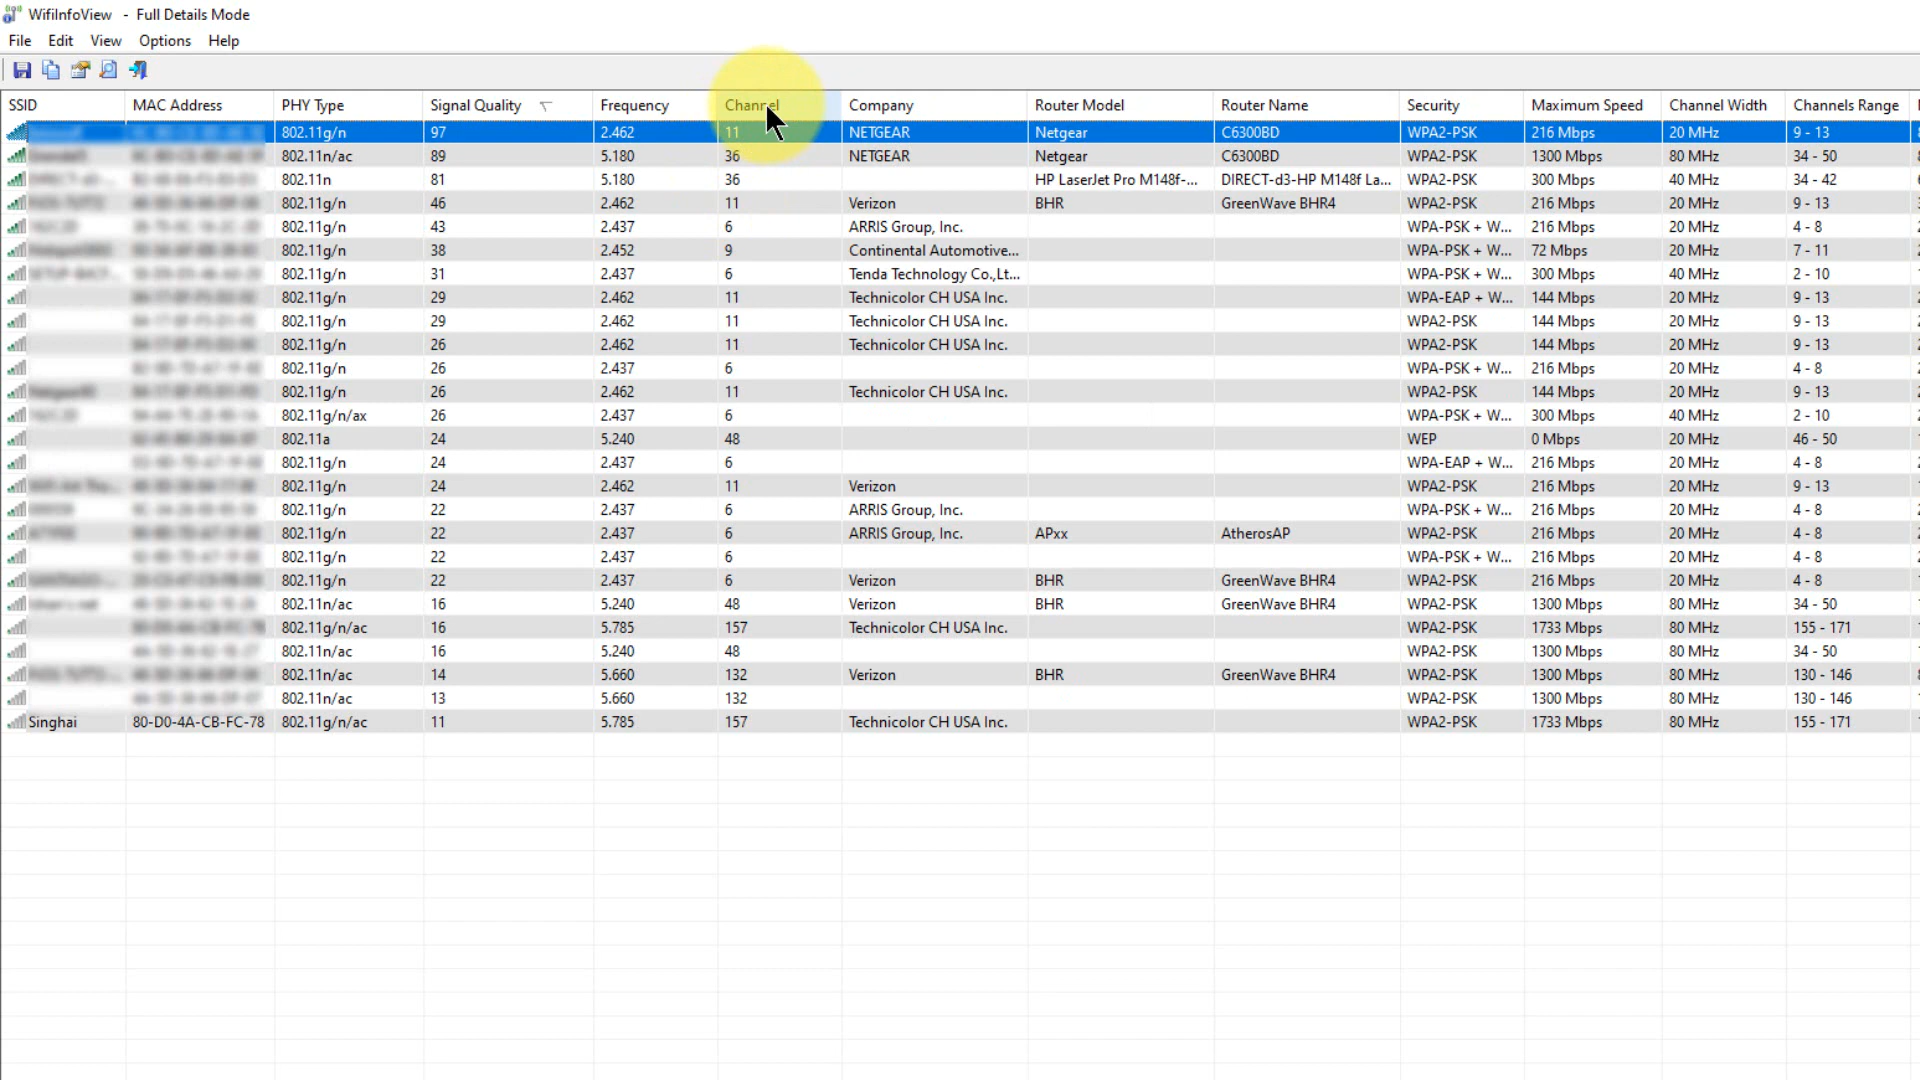 WifiInfoView - Full Details Mode
File Edit View Options Help
SSID MAC Address PHY Type Signal Quality Frequency Channel Company Router Model Router Name Security Maximum Speed Channel Width Channels Range
802.11g/n 97 2.462 11 NETGEAR Netgear C6300BD WPA2-PSK 216 Mbps 20 MHz 9 - 13
802.11n/ac 89 5.180 36 NETGEAR Netgear C6300BD WPA2-PSK 1300 Mbps 80 MHz 34 - 50
802.11n 81 5.180 36 HP LaserJet Pro M148f-... DIRECT-d3-HP M148f La... WPA2-PSK 300 Mbps 40 MHz 34 - 42
802.11g/n 46 2.462 11 Verizon BHR GreenWave BHR4 WPA2-PSK 216 Mbps 20 MHz 9 - 13
802.11g/n 43 2.437 6 ARRIS Group, Inc. WPA-PSK + W... 216 Mbps 20 MHz 4 - 8
802.11g/n 38 2.452 9 Continental Automotive... WPA-PSK + W... 72 Mbps 20 MHz 7 - 11
802.11g/n 31 2.437 6 Tenda Technology Co.,Lt... WPA-PSK + W... 300 Mbps 40 MHz 2 - 10
802.11g/n 29 2.462 11 Technicolor CH USA Inc. WPA-EAP + W... 144 Mbps 20 MHz 9 - 13
802.11g/n 29 2.462 11 Technicolor CH USA Inc. WPA2-PSK 144 Mbps 20 MHz 9 - 13
802.11g/n 26 2.462 11 Technicolor CH USA Inc. WPA2-PSK 144 Mbps 20 MHz 9 - 13
802.11g/n 26 2.437 6 WPA-PSK + W... 216 Mbps 20 MHz 4 - 8
802.11g/n 26 2.462 11 Technicolor CH USA Inc. WPA2-PSK 144 Mbps 20 MHz 9 - 13
802.11g/n/ax 26 2.437 6 WPA-PSK + W... 300 Mbps 40 MHz 2 - 10
802.11a 24 5.240 48 WEP 0 Mbps 20 MHz 46 - 50
802.11g/n 24 2.437 6 WPA-EAP + W... 216 Mbps 20 MHz 4 - 8
802.11g/n 24 2.462 11 Verizon WPA2-PSK 216 Mbps 20 MHz 9 - 13
802.11g/n 22 2.437 6 ARRIS Group, Inc. WPA-PSK + W... 216 Mbps 20 MHz 4 - 8
802.11g/n 22 2.437 6 ARRIS Group, Inc. APxx AtherosAP WPA2-PSK 216 Mbps 20 MHz 4 - 8
802.11g/n 22 2.437 6 WPA-PSK + W... 216 Mbps 20 MHz 4 - 8
802.11g/n 22 2.437 6 Verizon BHR GreenWave BHR4 WPA2-PSK 216 Mbps 20 MHz 4 - 8
802.11n/ac 16 5.240 48 Verizon BHR GreenWave BHR4 WPA2-PSK 1300 Mbps 80 MHz 34 - 50
802.11g/n/ac 16 5.785 157 Technicolor CH USA Inc. WPA2-PSK 1733 Mbps 80 MHz 155 - 171
802.11n/ac 16 5.240 48 WPA2-PSK 1300 Mbps 80 MHz 34 - 50
802.11n/ac 14 5.660 132 Verizon BHR GreenWave BHR4 WPA2-PSK 1300 Mbps 80 MHz 130 - 146
802.11n/ac 13 5.660 132 WPA2-PSK 1300 Mbps 80 MHz 130 - 146
Singhai 80-D0-4A-CB-FC-78 802.11g/n/ac 11 5.785 157 Technicolor CH USA Inc. WPA2-PSK 1733 Mbps 80 MHz 155 - 171